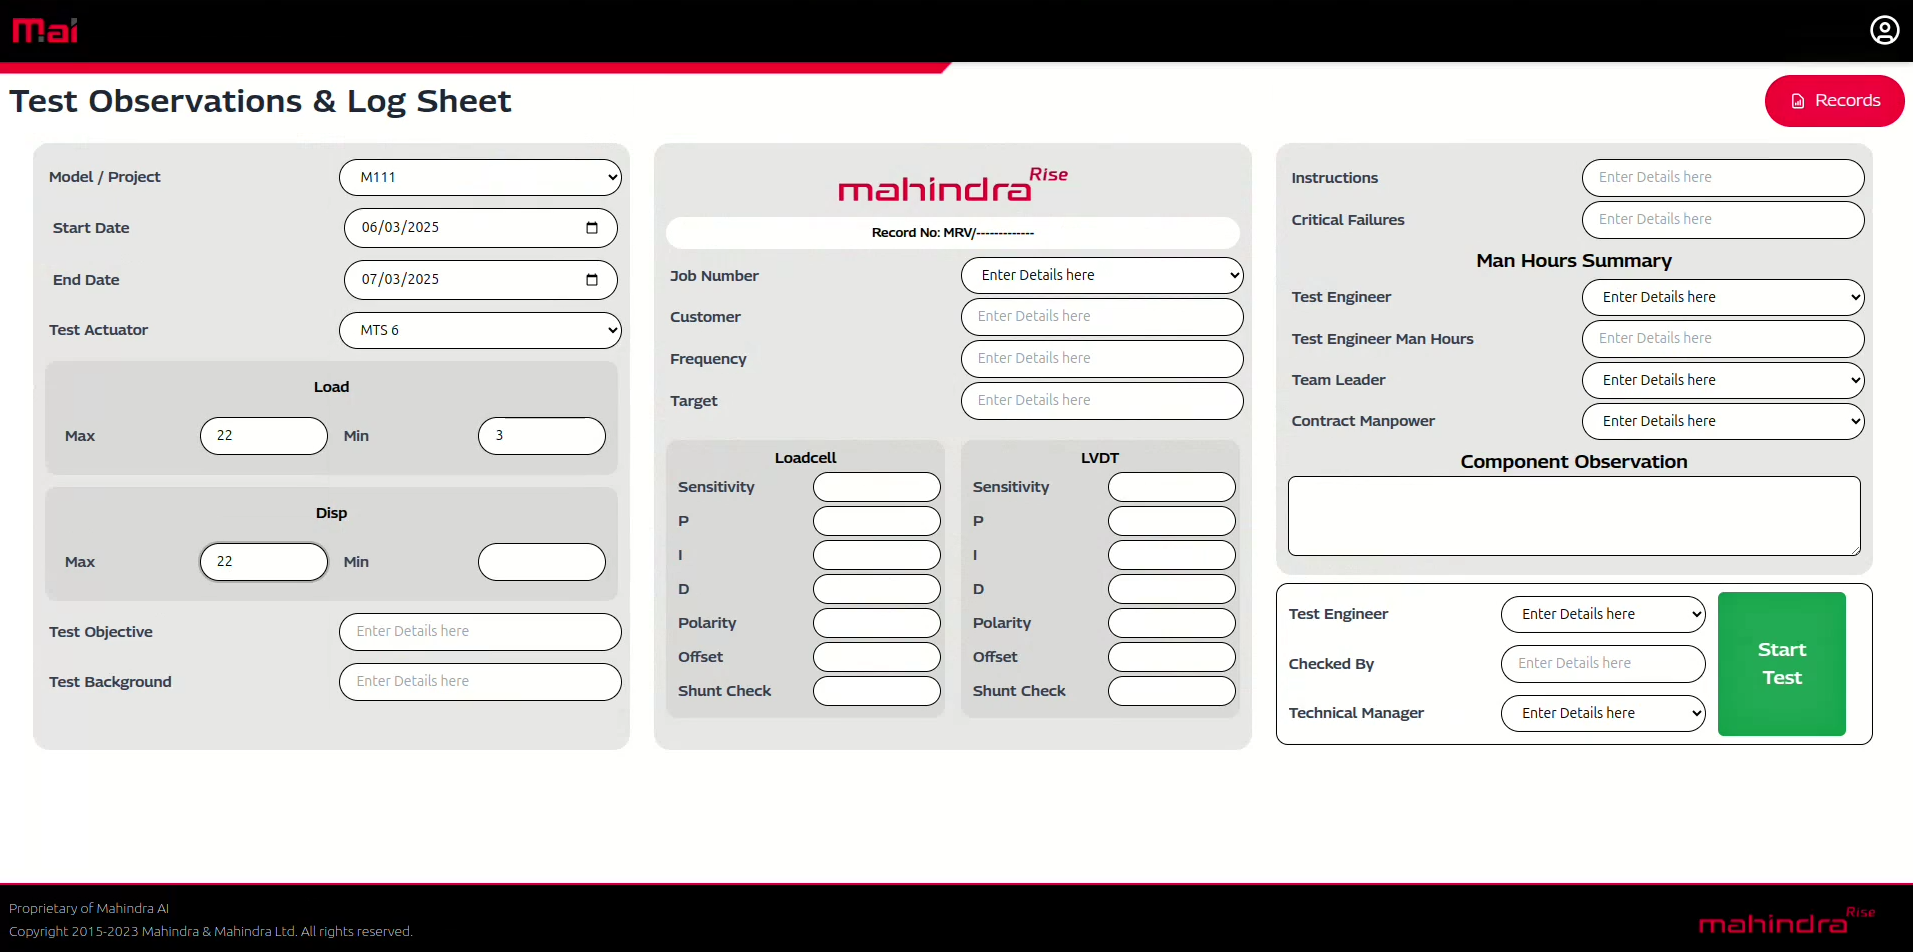 mai
Test Observations & Log Sheet
Records
Model / Project
M111
Start Date
06/03/2025
End Date
07/03/2025
Test Actuator
MTS 6
Load
Max 22 Min 3
Disp
Max 22 Min
Test Objective
Enter Details here
Test Background
Enter Details here
mahindra Rise
Record No: MRV/-------------
Job Number
Enter Details here
Customer
Enter Details here
Frequency
Enter Details here
Target
Enter Details here
Loadcell
Sensitivity
P
I
D
Polarity
Offset
Shunt Check
LVDT
Sensitivity
P
I
D
Polarity
Offset
Shunt Check
Instructions
Enter Details here
Critical Failures
Enter Details here
Man Hours Summary
Test Engineer
Enter Details here
Test Engineer Man Hours
Enter Details here
Team Leader
Enter Details here
Contract Manpower
Enter Details here
Component Observation
Test Engineer
Enter Details here
Checked By
Enter Details here
Technical Manager
Enter Details here
Start
Test
Proprietary of Mahindra AI
Copyright 2015-2023 Mahindra & Mahindra Ltd. All rights reserved.
mahindra Rise